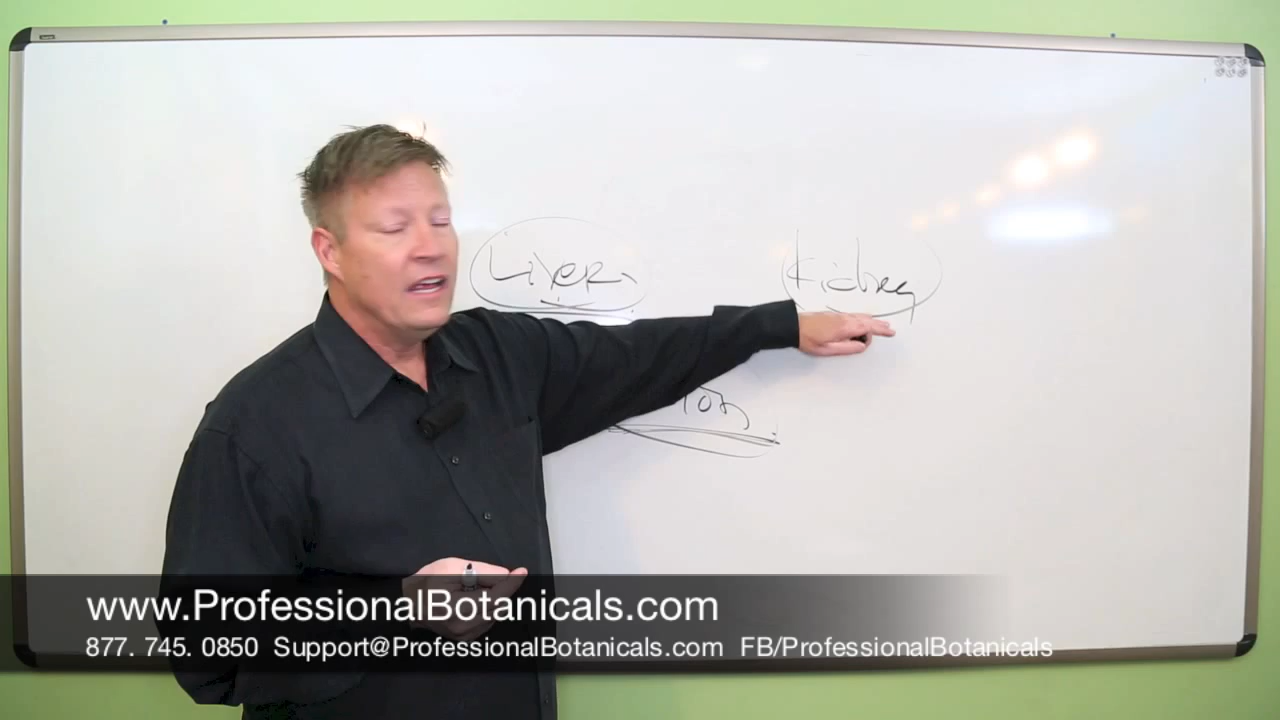 Liver Kidney
www.ProfessionalBotanicals.com
877. 745. 0850 Support@ProfessionalBotanicals.com FB/ProfessionalBotanicals